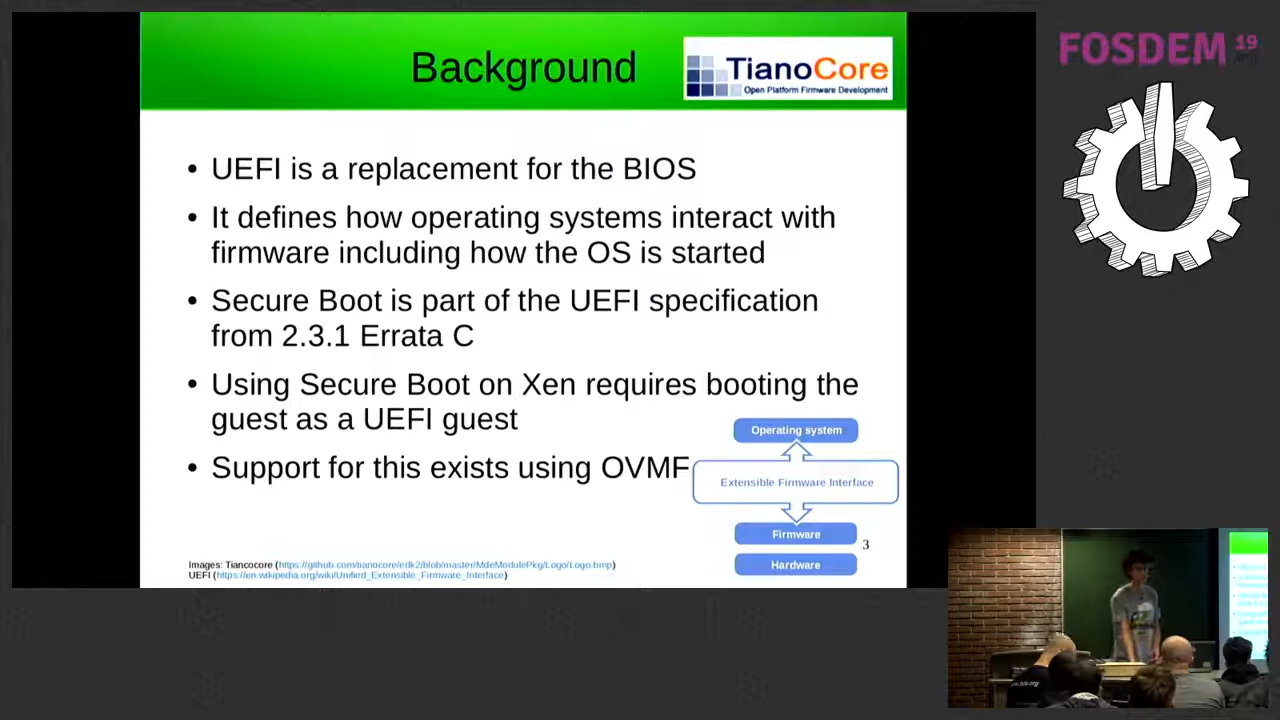 Background
TianoCore
Open Platform Firmware Development
FOSDEM 19
• UEFI is a replacement for the BIOS
• It defines how operating systems interact with
firmware including how the OS is started
• Secure Boot is part of the UEFI specification
from 2.3.1 Errata C
• Using Secure Boot on Xen requires booting the
guest as a UEFI guest
• Support for this exists using OVMF
Operating system
Extensible Firmware Interface
Firmware
Hardware
3
Images: Tiancocore (https://github.com/tianocore/edk2/blob/master/MdeModulePkg/Logo/Logo.bmp)
UEFI (https://en.wikipedia.org/wiki/Unified_Extensible_Firmware_Interface)